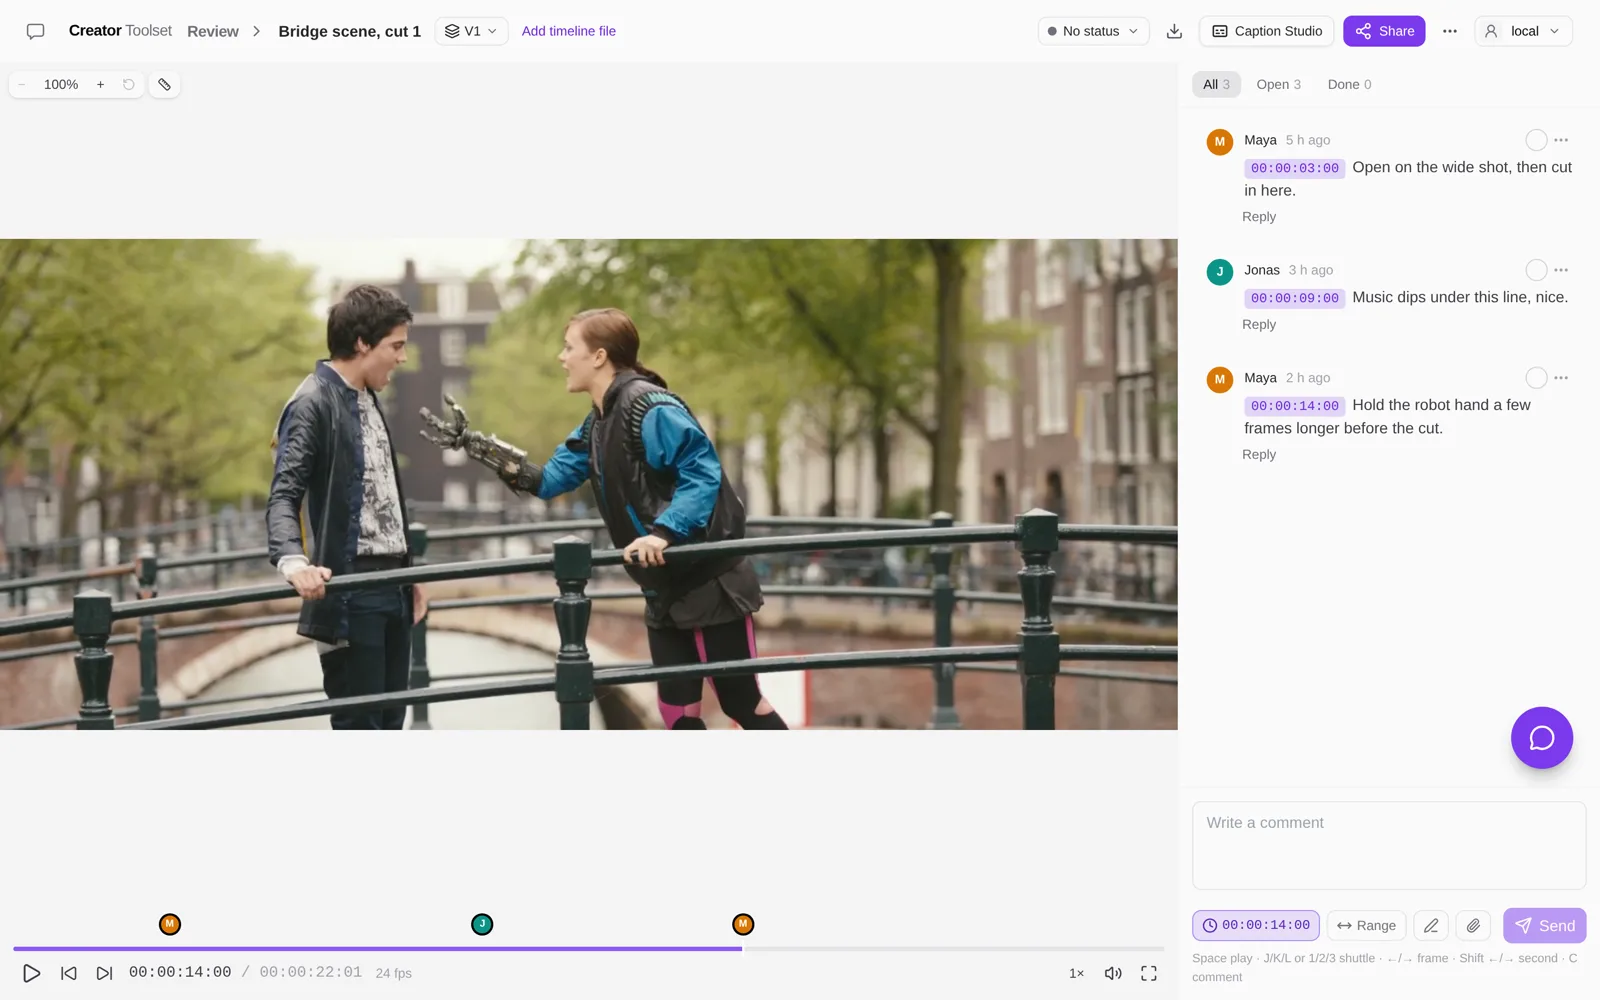 Creator Toolset Review Bridge scene, cut 1 V1 Add timeline file No status Caption Studio Share local
− 100% +
All 3 Open 3 Done 0
M Maya 5 h ago
00:00:03:00 Open on the wide shot, then cut
in here.
Reply
J Jonas 3 h ago
00:00:09:00 Music dips under this line, nice.
Reply
M Maya 2 h ago
00:00:14:00 Hold the robot hand a few
frames longer before the cut.
Reply
Write a comment
00:00:14:00 Range Send
Space play · J/K/L or 1/2/3 shuttle · ←/→ frame · Shift ←/→ second · C
comment
M J M
00:00:14:00 / 00:00:22:01 24 fps 1×